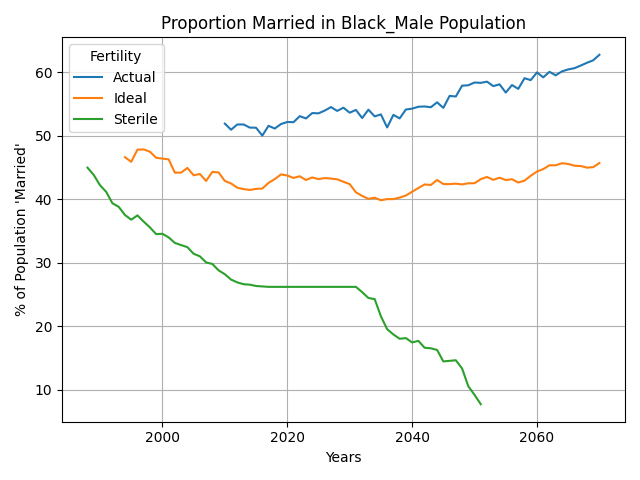 Proportion Married in Black_Male Population
% of Population 'Married'
Fertility
Actual
Ideal
Sterile
60
50
40
30
20
10
2000 2020 2040 2060
Years